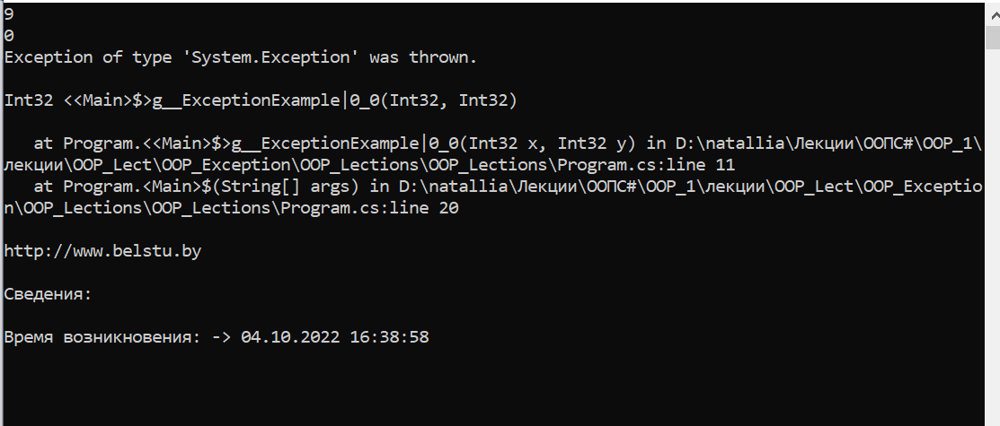 9
0
Exception of type 'System.Exception' was thrown.
Int32 <<Main>$>g__ExceptionExample|0_0(Int32, Int32)
   at Program.<<Main>$>g__ExceptionExample|0_0(Int32 x, Int32 y) in D:\natallia\Лекции\ООПC#\OOP_1\
лекции\OOP_Lect\OOP_Exception\OOP_Lections\OOP_Lections\Program.cs:line 11
   at Program.<Main>$(String[] args) in D:\natallia\Лекции\ООПC#\OOP_1\лекции\OOP_Lect\OOP_Exceptio
n\OOP_Lections\OOP_Lections\Program.cs:line 20
http://www.belstu.by
Сведения:
Время возникновения: -> 04.10.2022 16:38:58